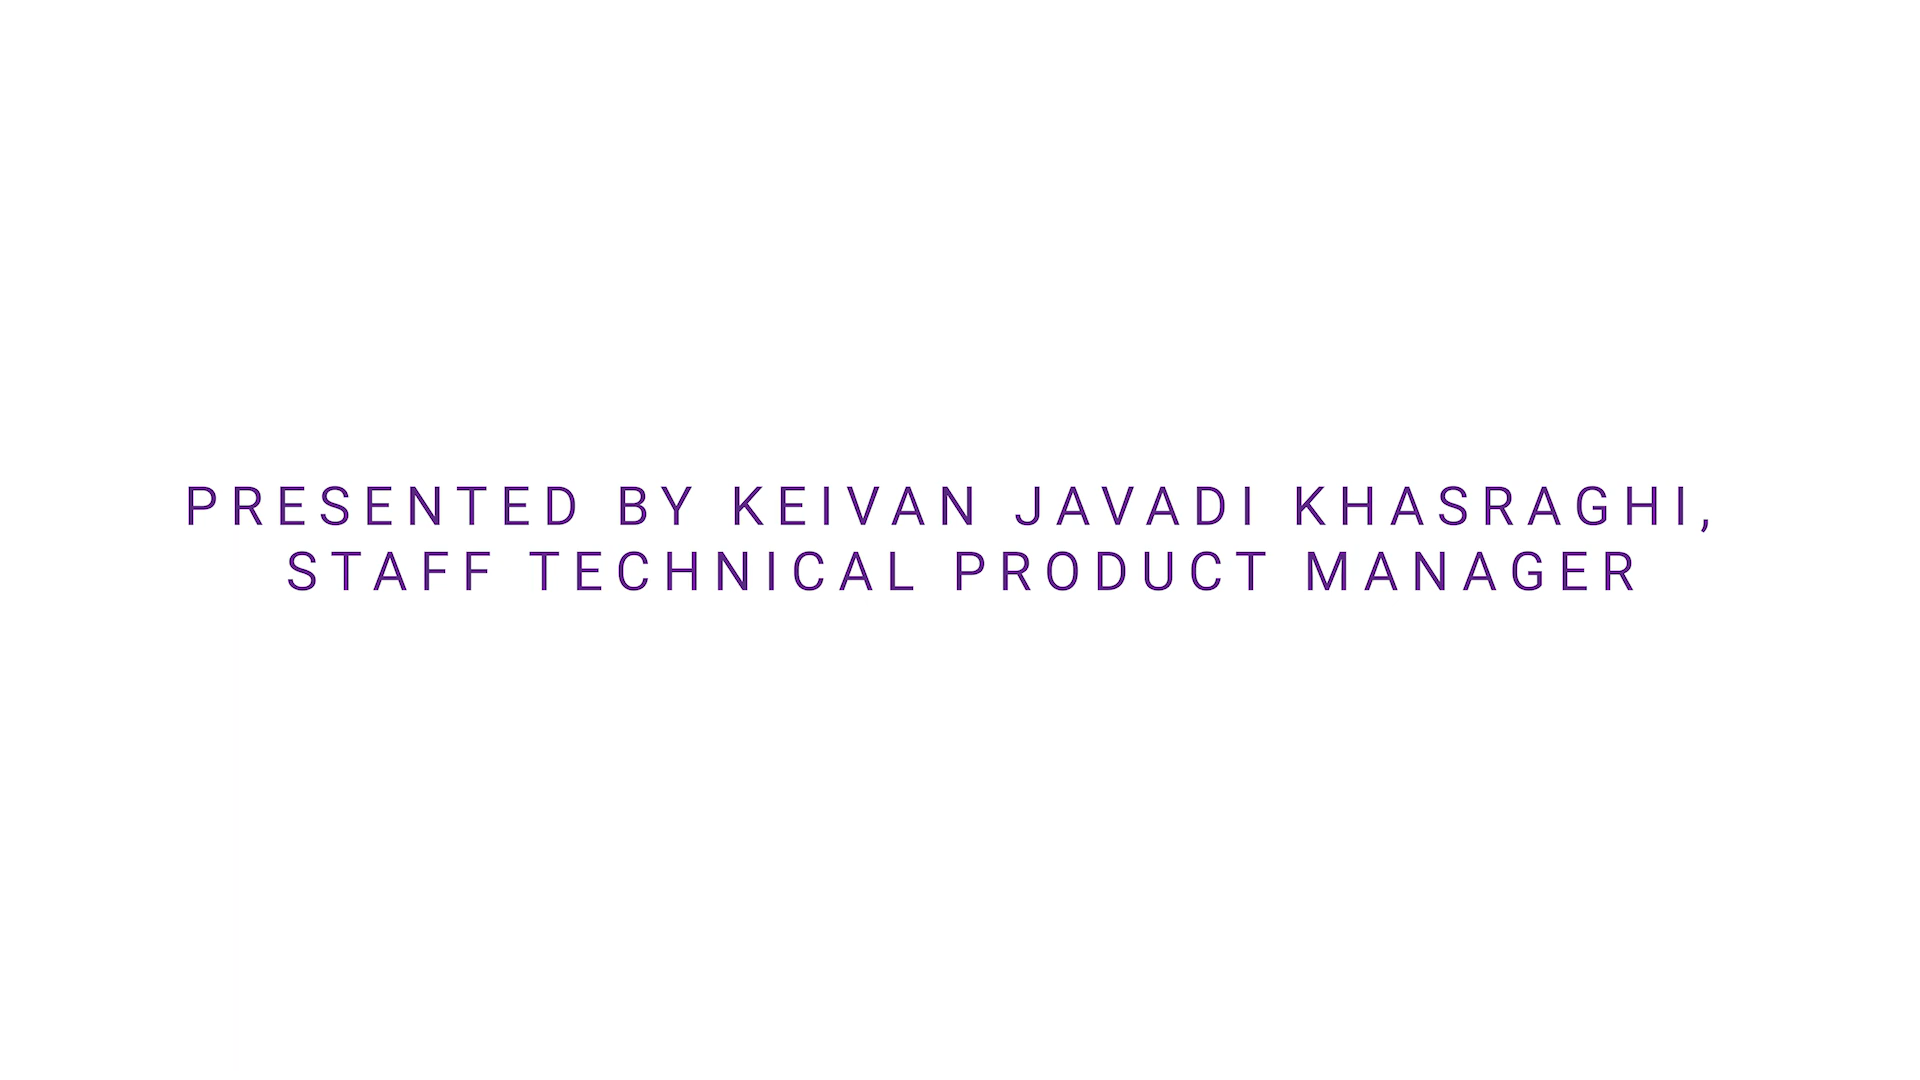 PRESENTED BY KEIVAN JAVADI KHASRAGHI,
STAFF TECHNICAL PRODUCT MANAGER